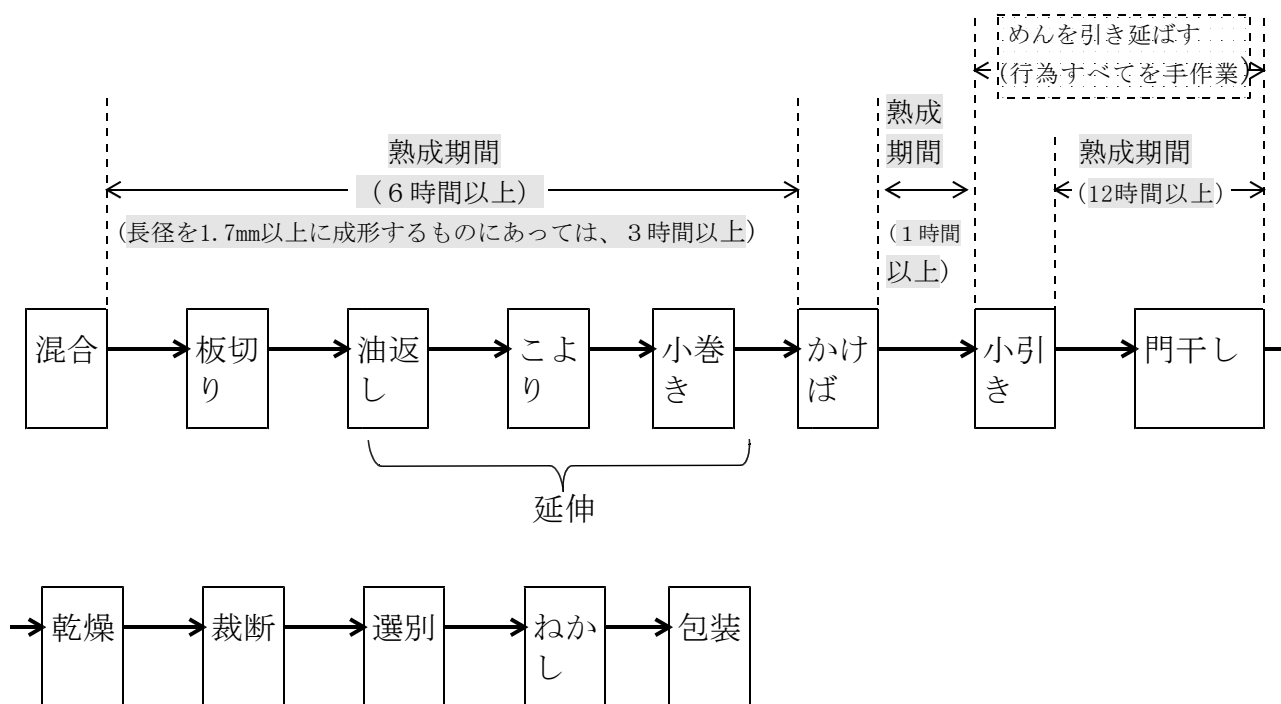 めんを引き延ばす
(行為すべてを手作業)
熟成期間
(6時間以上)
(長径を1.7mm以上に成形するものにあっては、3時間以上)
熟成
期間
(1時間
以上)
熟成期間
(12時間以上)
混合
板切
り
油返
し
こよ
り
小巻
き
かけ
ば
小引
き
門干し
延伸
乾燥
裁断
選別
ねか
し
包装